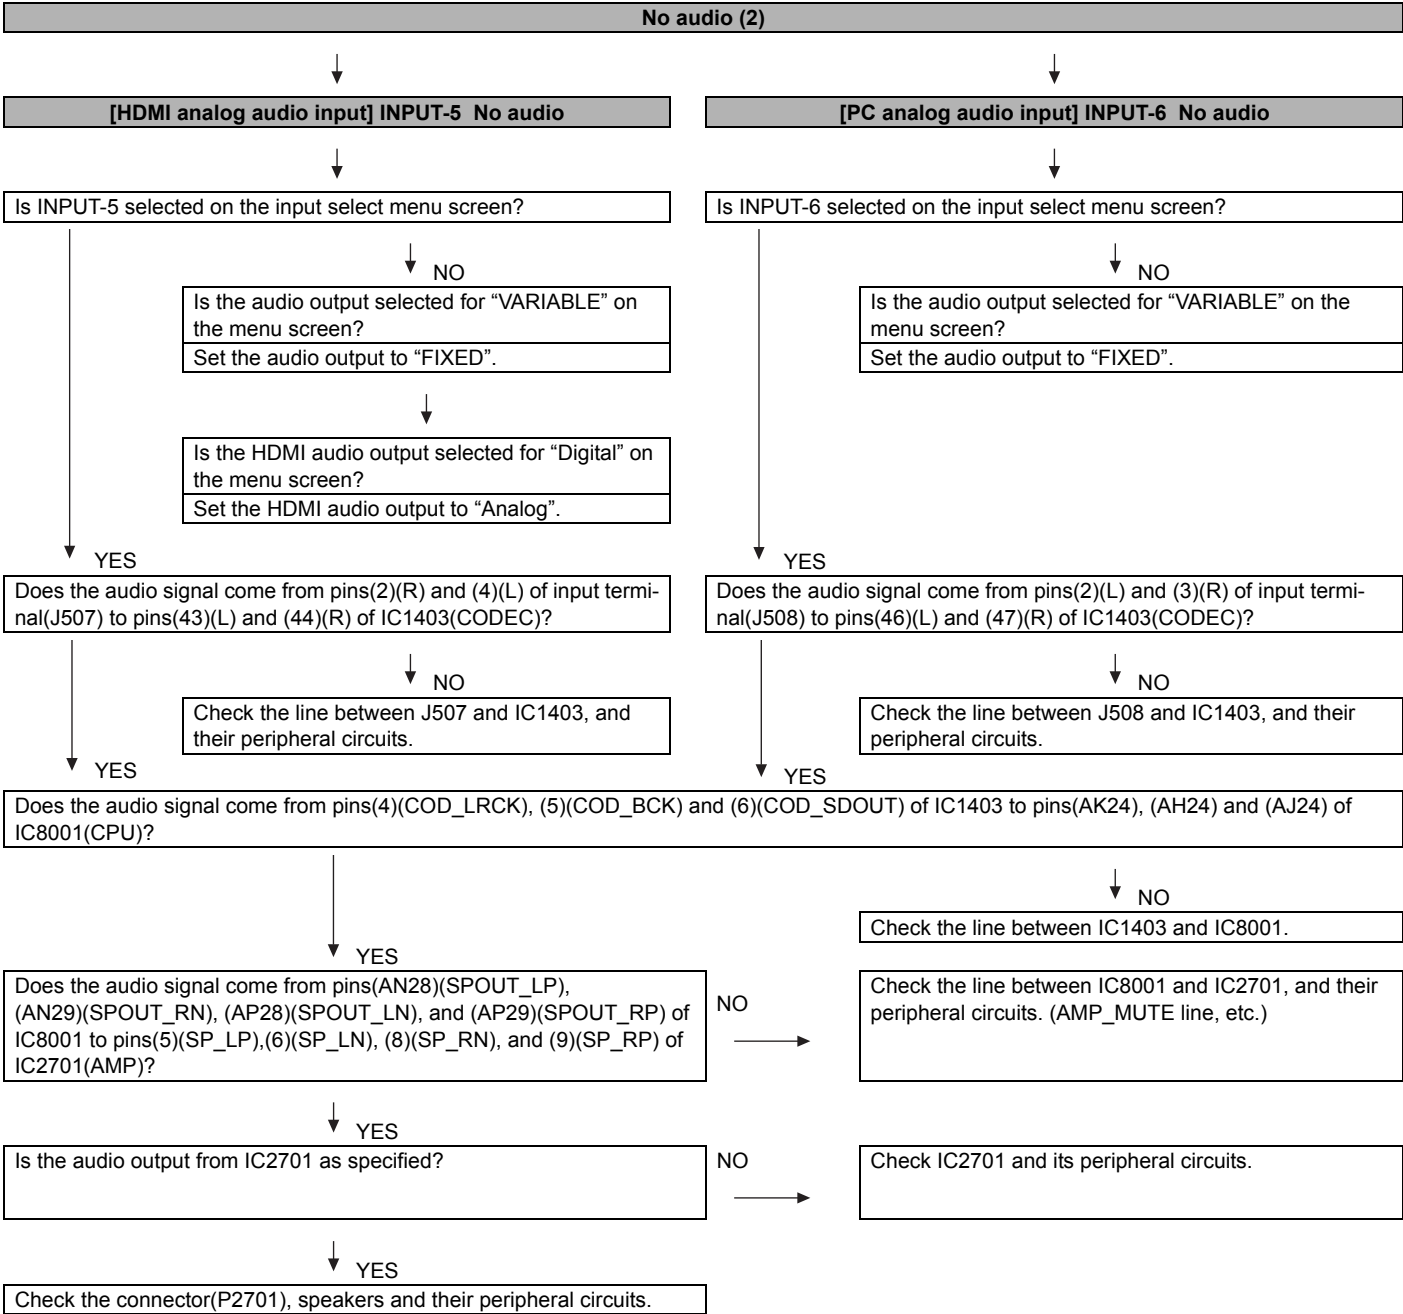 No audio (2)
[HDMI analog audio input] INPUT-5  No audio
[PC analog audio input] INPUT-6  No audio
Is INPUT-5 selected on the input select menu screen?
Is INPUT-6 selected on the input select menu screen?
NO
NO
Is the audio output selected for “VARIABLE” on
the menu screen?
Set the audio output to “FIXED”.
Is the audio output selected for “VARIABLE” on the
menu screen?
Set the audio output to “FIXED”.
Is the HDMI audio output selected for “Digital” on
the menu screen?
Set the HDMI audio output to “Analog”.
YES
YES
Does the audio signal come from pins(2)(R) and (4)(L) of input termi-
nal(J507) to pins(43)(L) and (44)(R) of IC1403(CODEC)?
Does the audio signal come from pins(2)(L) and (3)(R) of input termi-
nal(J508) to pins(46)(L) and (47)(R) of IC1403(CODEC)?
NO
NO
Check the line between J507 and IC1403, and
their peripheral circuits.
Check the line between J508 and IC1403, and their
peripheral circuits.
YES
YES
Does the audio signal come from pins(4)(COD_LRCK), (5)(COD_BCK) and (6)(COD_SDOUT) of IC1403 to pins(AK24), (AH24) and (AJ24) of
IC8001(CPU)?
NO
Check the line between IC1403 and IC8001.
YES
Does the audio signal come from pins(AN28)(SPOUT_LP),
(AN29)(SPOUT_RN), (AP28)(SPOUT_LN), and (AP29)(SPOUT_RP) of
IC8001 to pins(5)(SP_LP),(6)(SP_LN), (8)(SP_RN), and (9)(SP_RP) of
IC2701(AMP)?
NO
Check the line between IC8001 and IC2701, and their
peripheral circuits. (AMP_MUTE line, etc.)
YES
Is the audio output from IC2701 as specified?
NO
Check IC2701 and its peripheral circuits.
YES
Check the connector(P2701), speakers and their peripheral circuits.